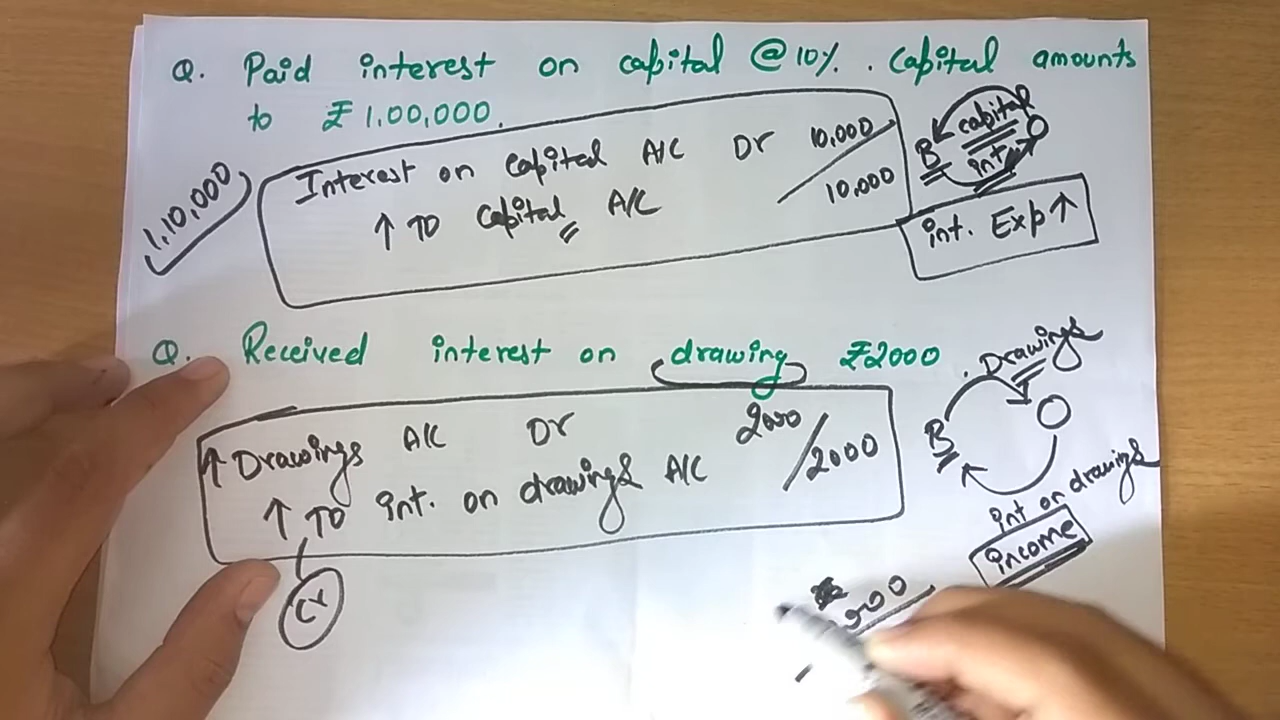 Q. Paid interest on capital @ 10%. Capital amounts
to ₹ 1,00,000.
1,10,000
Interest on capital A/C Dr 10,000
↑ TO Capital A/C 10,000
B capital O
int
int. Exp ↑
Q. Received interest on drawing ₹2000.
↑ Drawings A/C Dr 2000
↑ TO int. on drawings A/C 2000
Cr
Drawings
B O
int on drawings
income